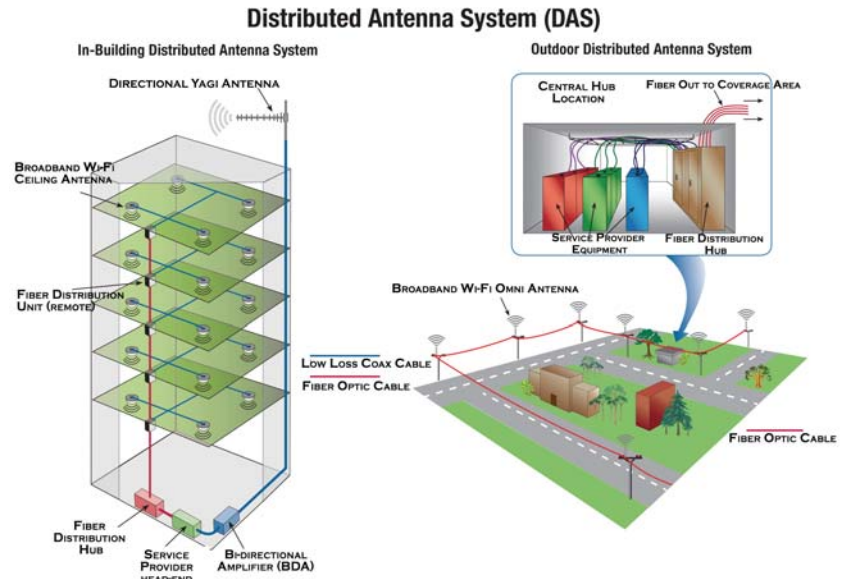 Distributed Antenna System (DAS)
In-Building Distributed Antenna System
DIRECTIONAL YAGI ANTENNA
BROADBAND WI-FI
CEILING ANTENNA
FIBER DISTRIBUTION
UNIT (REMOTE)
LOW LOSS COAX CABLE
FIBER OPTIC CABLE
FIBER
DISTRIBUTION
HUB
SERVICE
PROVIDER
HEAD-END
BI-DIRECTIONAL
AMPLIFIER (BDA)
Outdoor Distributed Antenna System
CENTRAL HUB
LOCATION
FIBER OUT TO COVERAGE AREA
SERVICE PROVIDER
EQUIPMENT
FIBER DISTRIBUTION
HUB
BROADBAND WI-FI OMNI ANTENNA
FIBER OPTIC CABLE